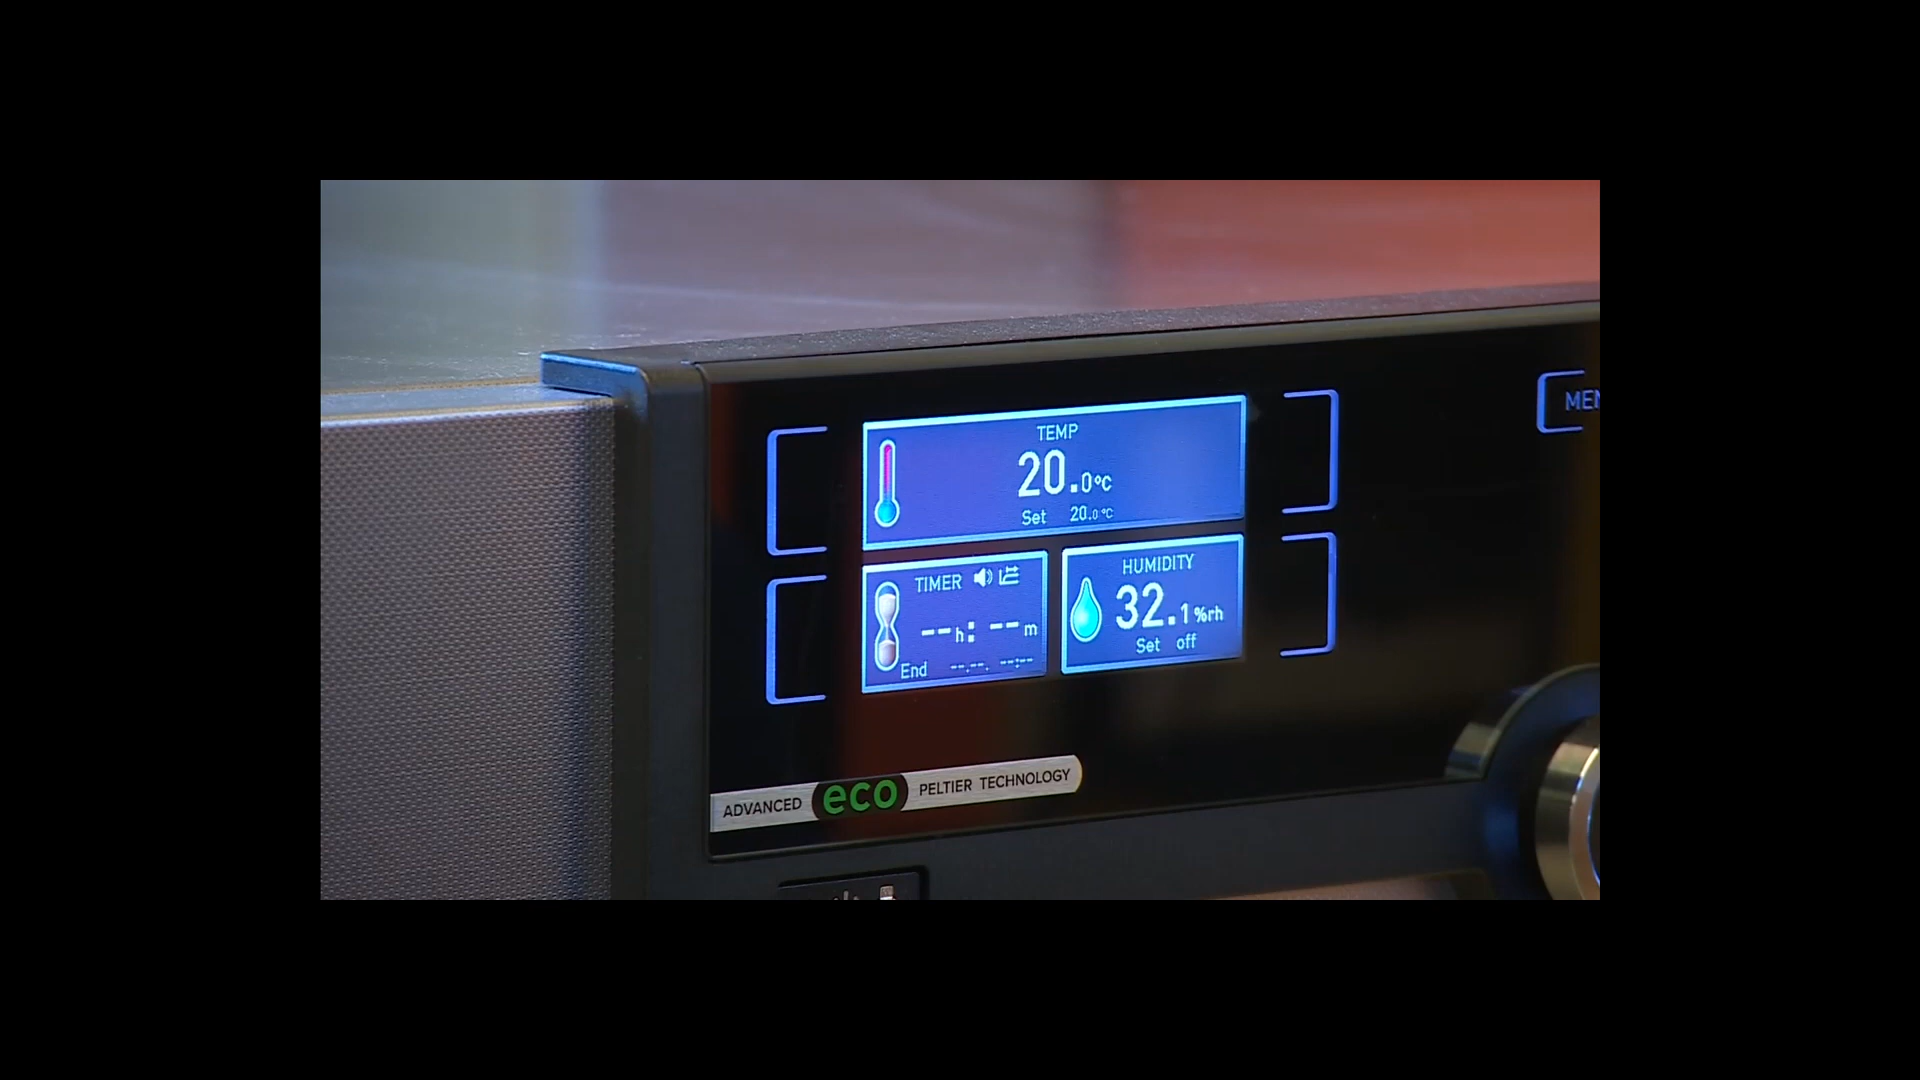 TEMP
20.0°C
Set 20.0°C
TIMER
--h:--m
End --.--. --:--
HUMIDITY
32.1%rh
Set off
ADVANCED eco PELTIER TECHNOLOGY